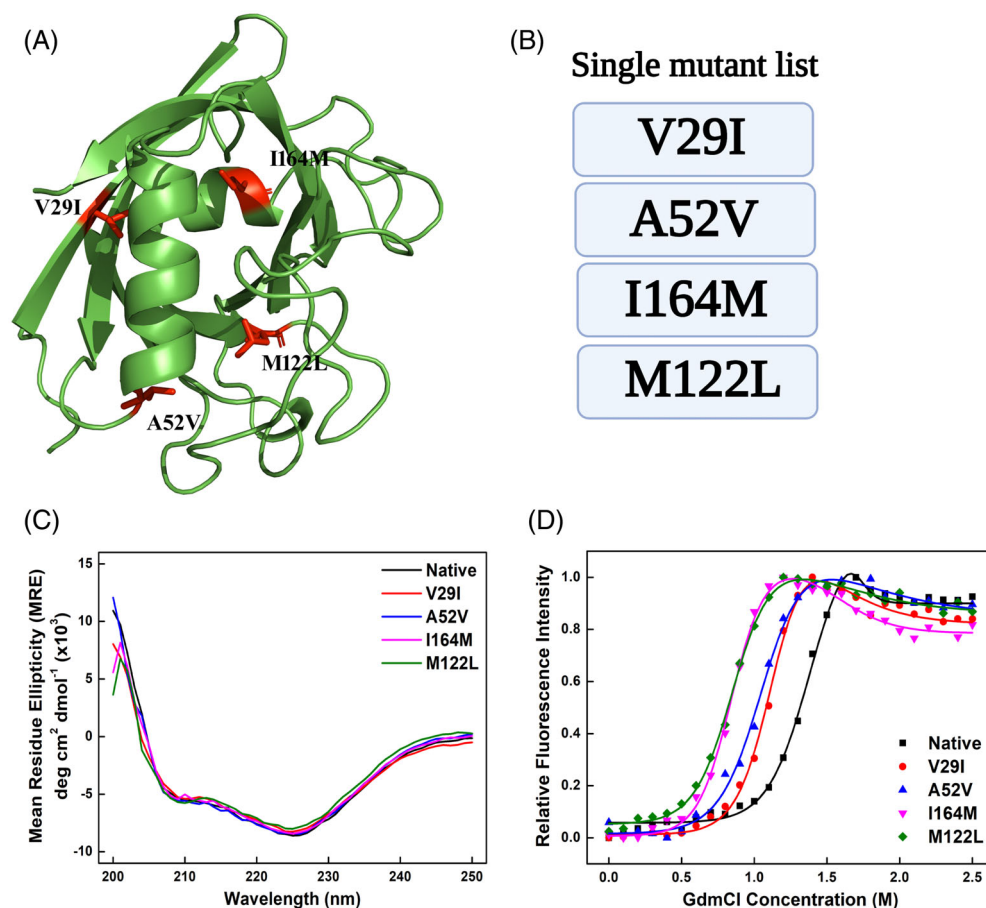 (A)
I164M
V29I
M122L
A52V
(B)
Single mutant list
V29I
A52V
I164M
M122L
(C)
15
10
5
0
-5
-10
Mean Residue Ellipticity (MRE)
deg cm² dmol⁻¹ (x10³)
Native
V29I
A52V
I164M
M122L
200 210 220 230 240 250
Wavelength (nm)
(D)
1.0
0.8
0.6
0.4
0.2
0.0
Relative Fluorescence Intensity
Native
V29I
A52V
I164M
M122L
0.0 0.5 1.0 1.5 2.0 2.5
GdmCl Concentration (M)